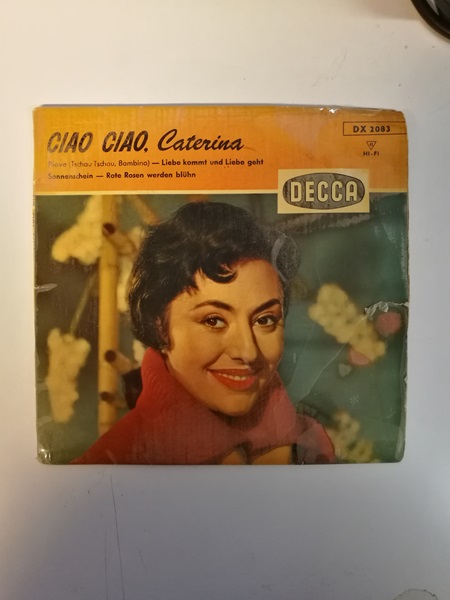 CIAO CIAO, Caterina
DX 2083
HI-FI
Piove (Tschau Tschau, Bambina) — Liebe kommt und Liebe geht
Sonnenschein — Rote Rosen werden blühn
DECCA